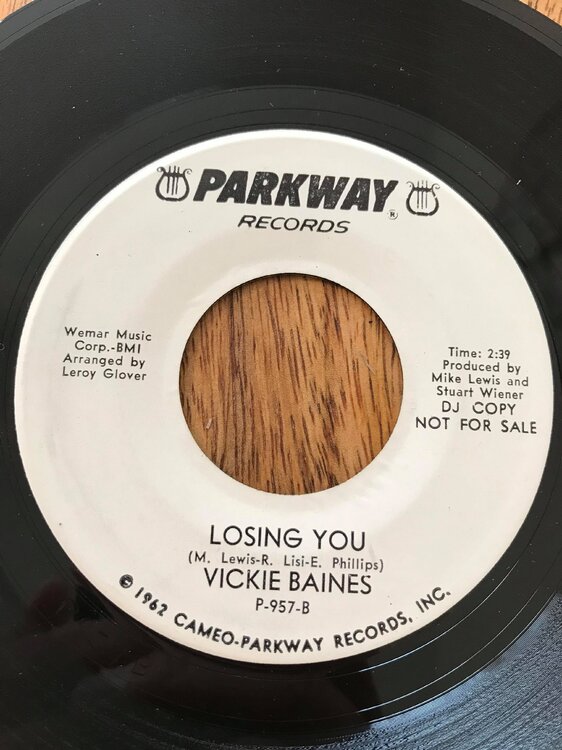 PARKWAY ®
RECORDS
Wemar Music
Corp.-BMI
Arranged by
Leroy Glover
Time: 2:39
Produced by
Mike Lewis and
Stuart Wiener
DJ COPY
NOT FOR SALE
LOSING YOU
(M. Lewis-R. Lisi-E. Phillips)
VICKIE BAINES
P-957-B
© 1962 CAMEO-PARKWAY RECORDS, INC.